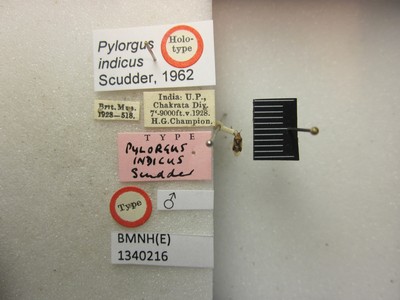 Pylorgus
indicus
Scudder, 1962
Holo-
type
Brit. Mus.
1928—518.
India: U.P.,
Chakrata Dig.
7-9000ft. v. 1928.
H.G.Champion.
TYPE
PYLORGUS
INDICUS
Scudder
Type
♂
BMNH(E)
1340216